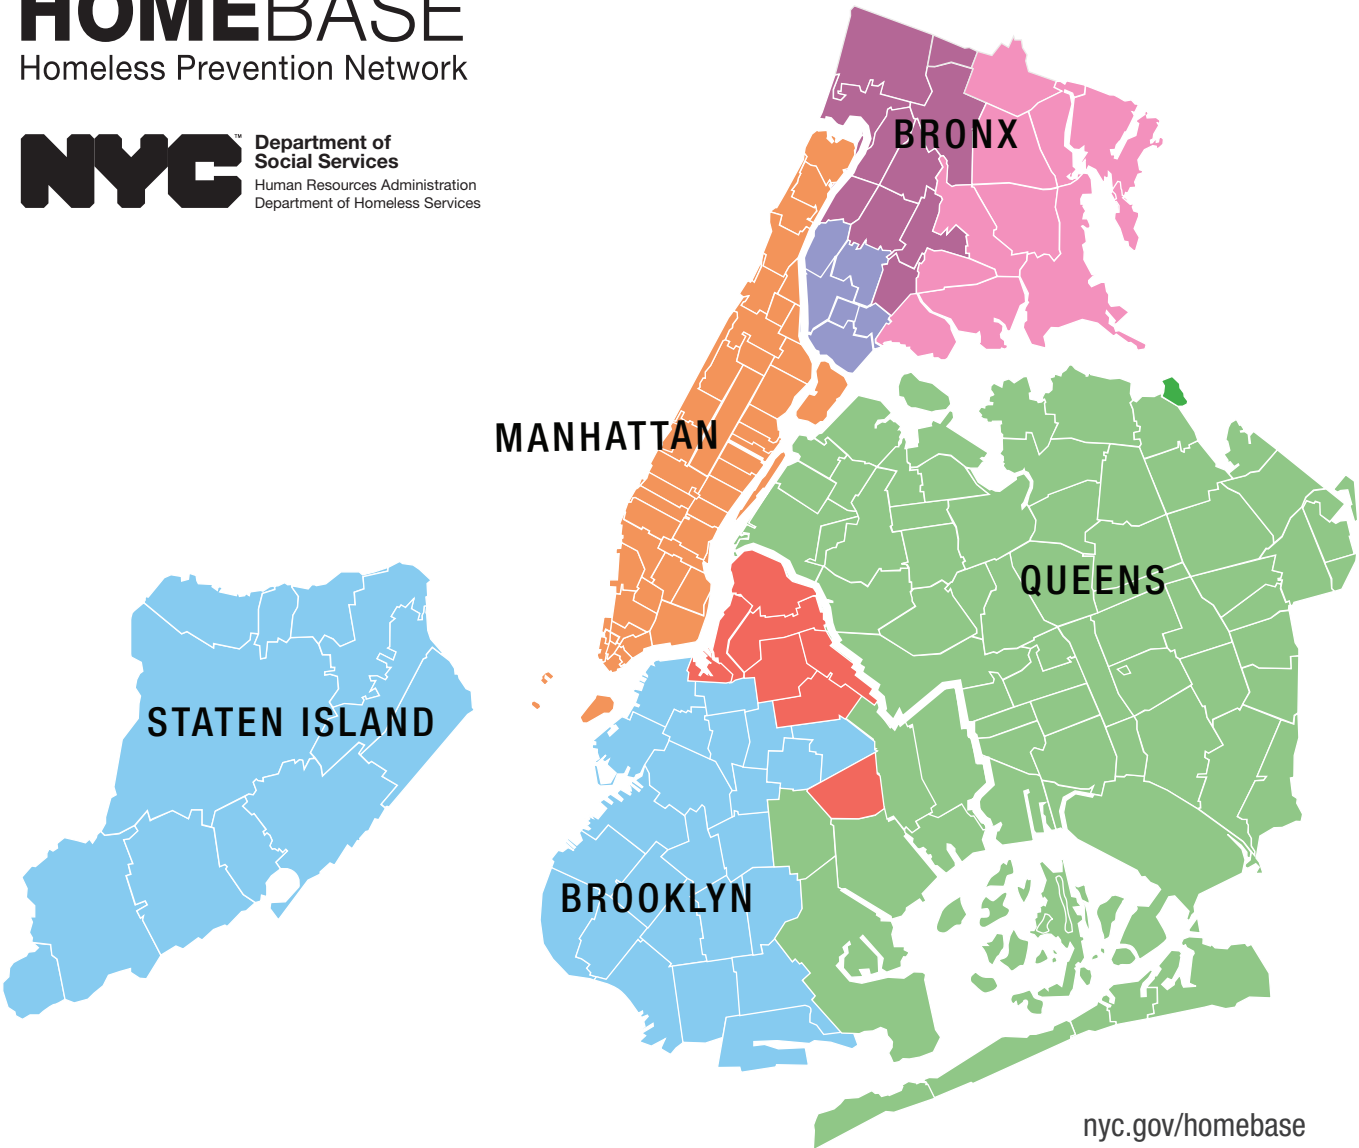 HOMEBASE
Homeless Prevention Network
NYC™
Department of
Social Services
Human Resources Administration
Department of Homeless Services
BRONX
MANHATTAN
QUEENS
STATEN ISLAND
BROOKLYN
nyc.gov/homebase